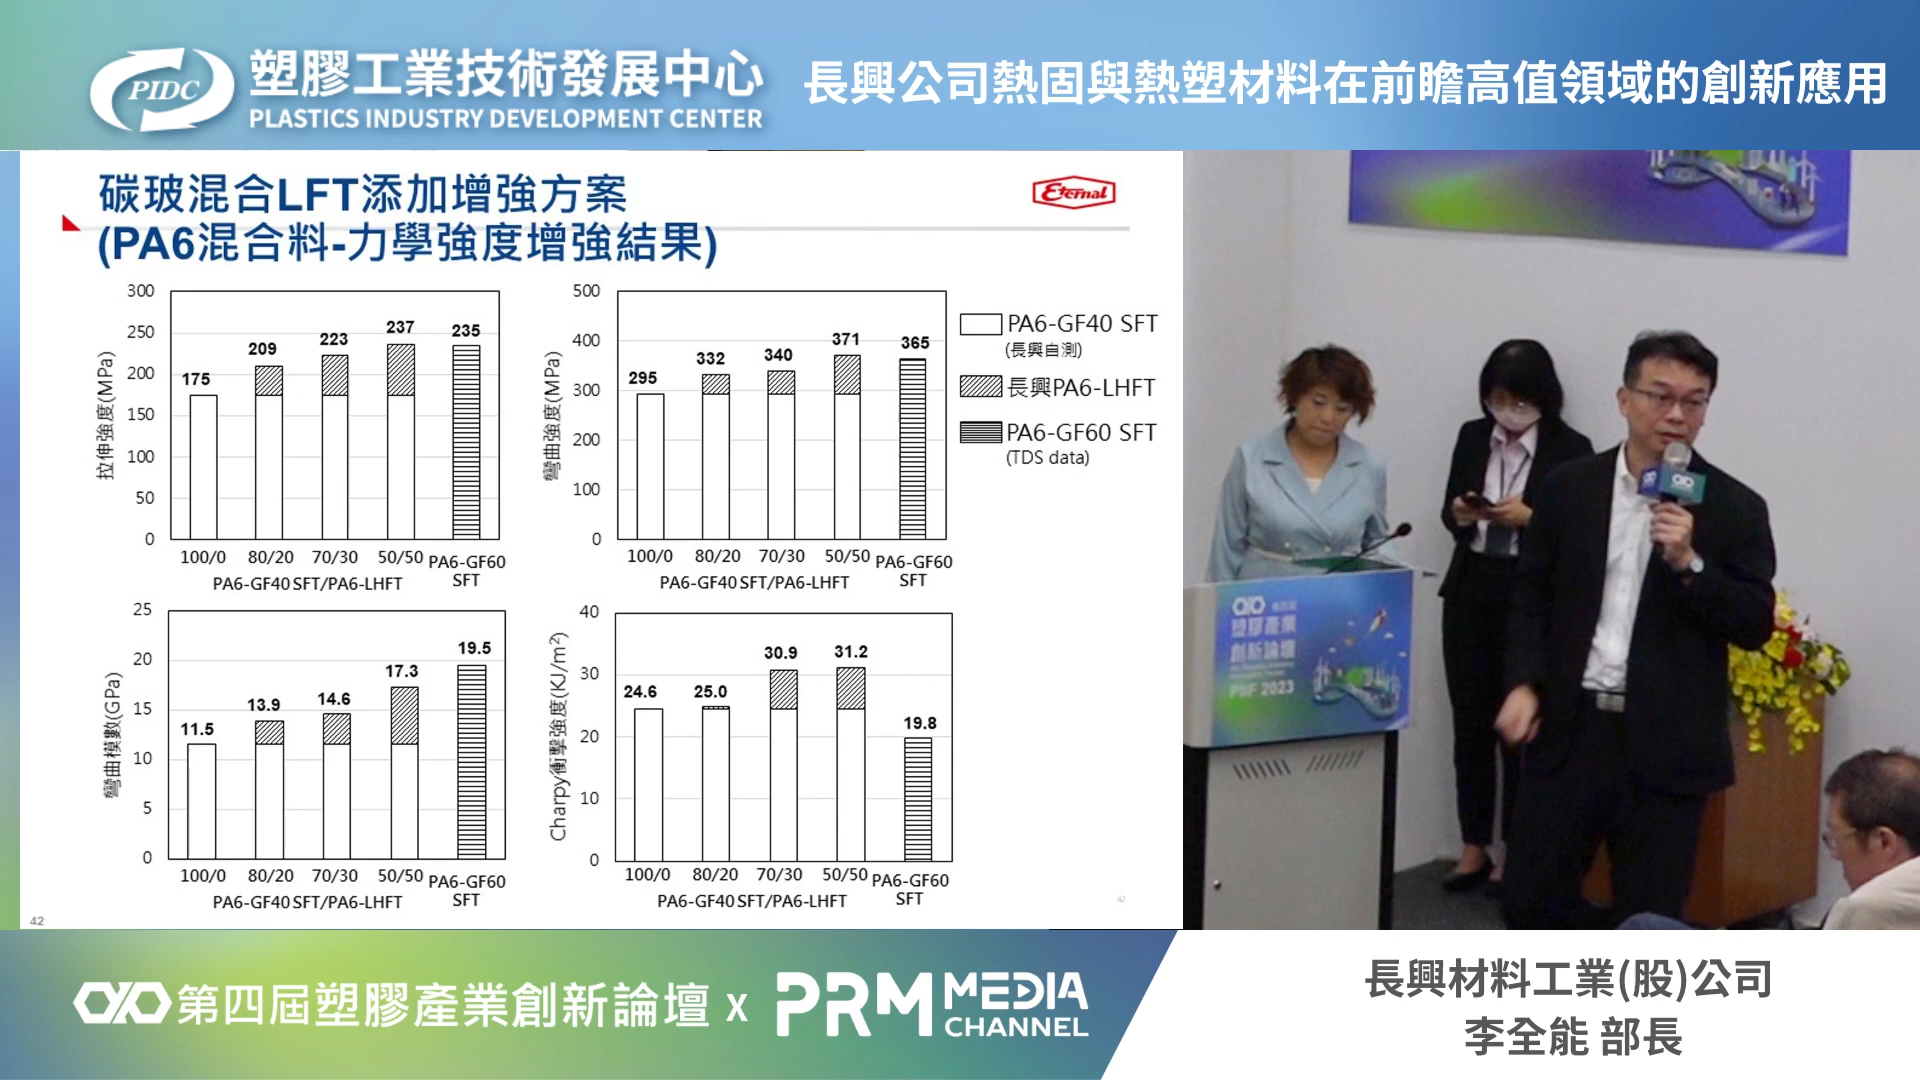 PIDC
塑膠工業技術發展中心
PLASTICS INDUSTRY DEVELOPMENT CENTER
長興公司熱固與熱塑材料在前瞻高值領域的創新應用
碳玻混合LFT添加增強方案
(PA6混合料-力學強度增強結果)
Eternal
拉伸強度(MPa)
300
250
200
150
100
50
0
175
209
223
237
235
100/0
80/20
70/30
50/50
PA6-GF60
SFT
PA6-GF40 SFT/PA6-LHFT
彎曲強度(MPa)
500
400
300
200
100
0
295
332
340
371
365
100/0
80/20
70/30
50/50
PA6-GF60
SFT
PA6-GF40 SFT/PA6-LHFT
PA6-GF40 SFT
(長興自測)
長興PA6-LHFT
PA6-GF60 SFT
(TDS data)
彎曲模數(GPa)
25
20
15
10
5
0
11.5
13.9
14.6
17.3
19.5
100/0
80/20
70/30
50/50
PA6-GF60
SFT
PA6-GF40 SFT/PA6-LHFT
Charpy衝擊強度(KJ/m²)
40
30
20
10
0
24.6
25.0
30.9
31.2
19.8
100/0
80/20
70/30
50/50
PA6-GF60
SFT
PA6-GF40 SFT/PA6-LHFT
42
塑膠產業
創新論壇
PIIF 2023
第四屆塑膠產業創新論壇 x PRM MEDIA CHANNEL
長興材料工業(股)公司
李全能 部長